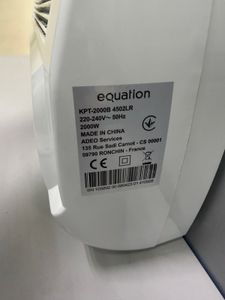 equation
KPT-2000B 4502LR
220-240V~ 50Hz
2000W
MADE IN CHINA
ADEO Services
135 Rue Sadi Carnot - CS 00001
59790 RONCHIN - France